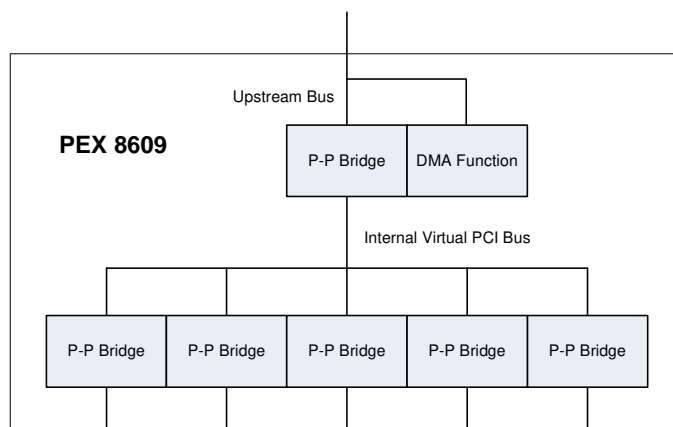 Upstream Bus
PEX 8609
P-P Bridge
DMA Function
Internal Virtual PCI Bus
P-P Bridge
P-P Bridge
P-P Bridge
P-P Bridge
P-P Bridge